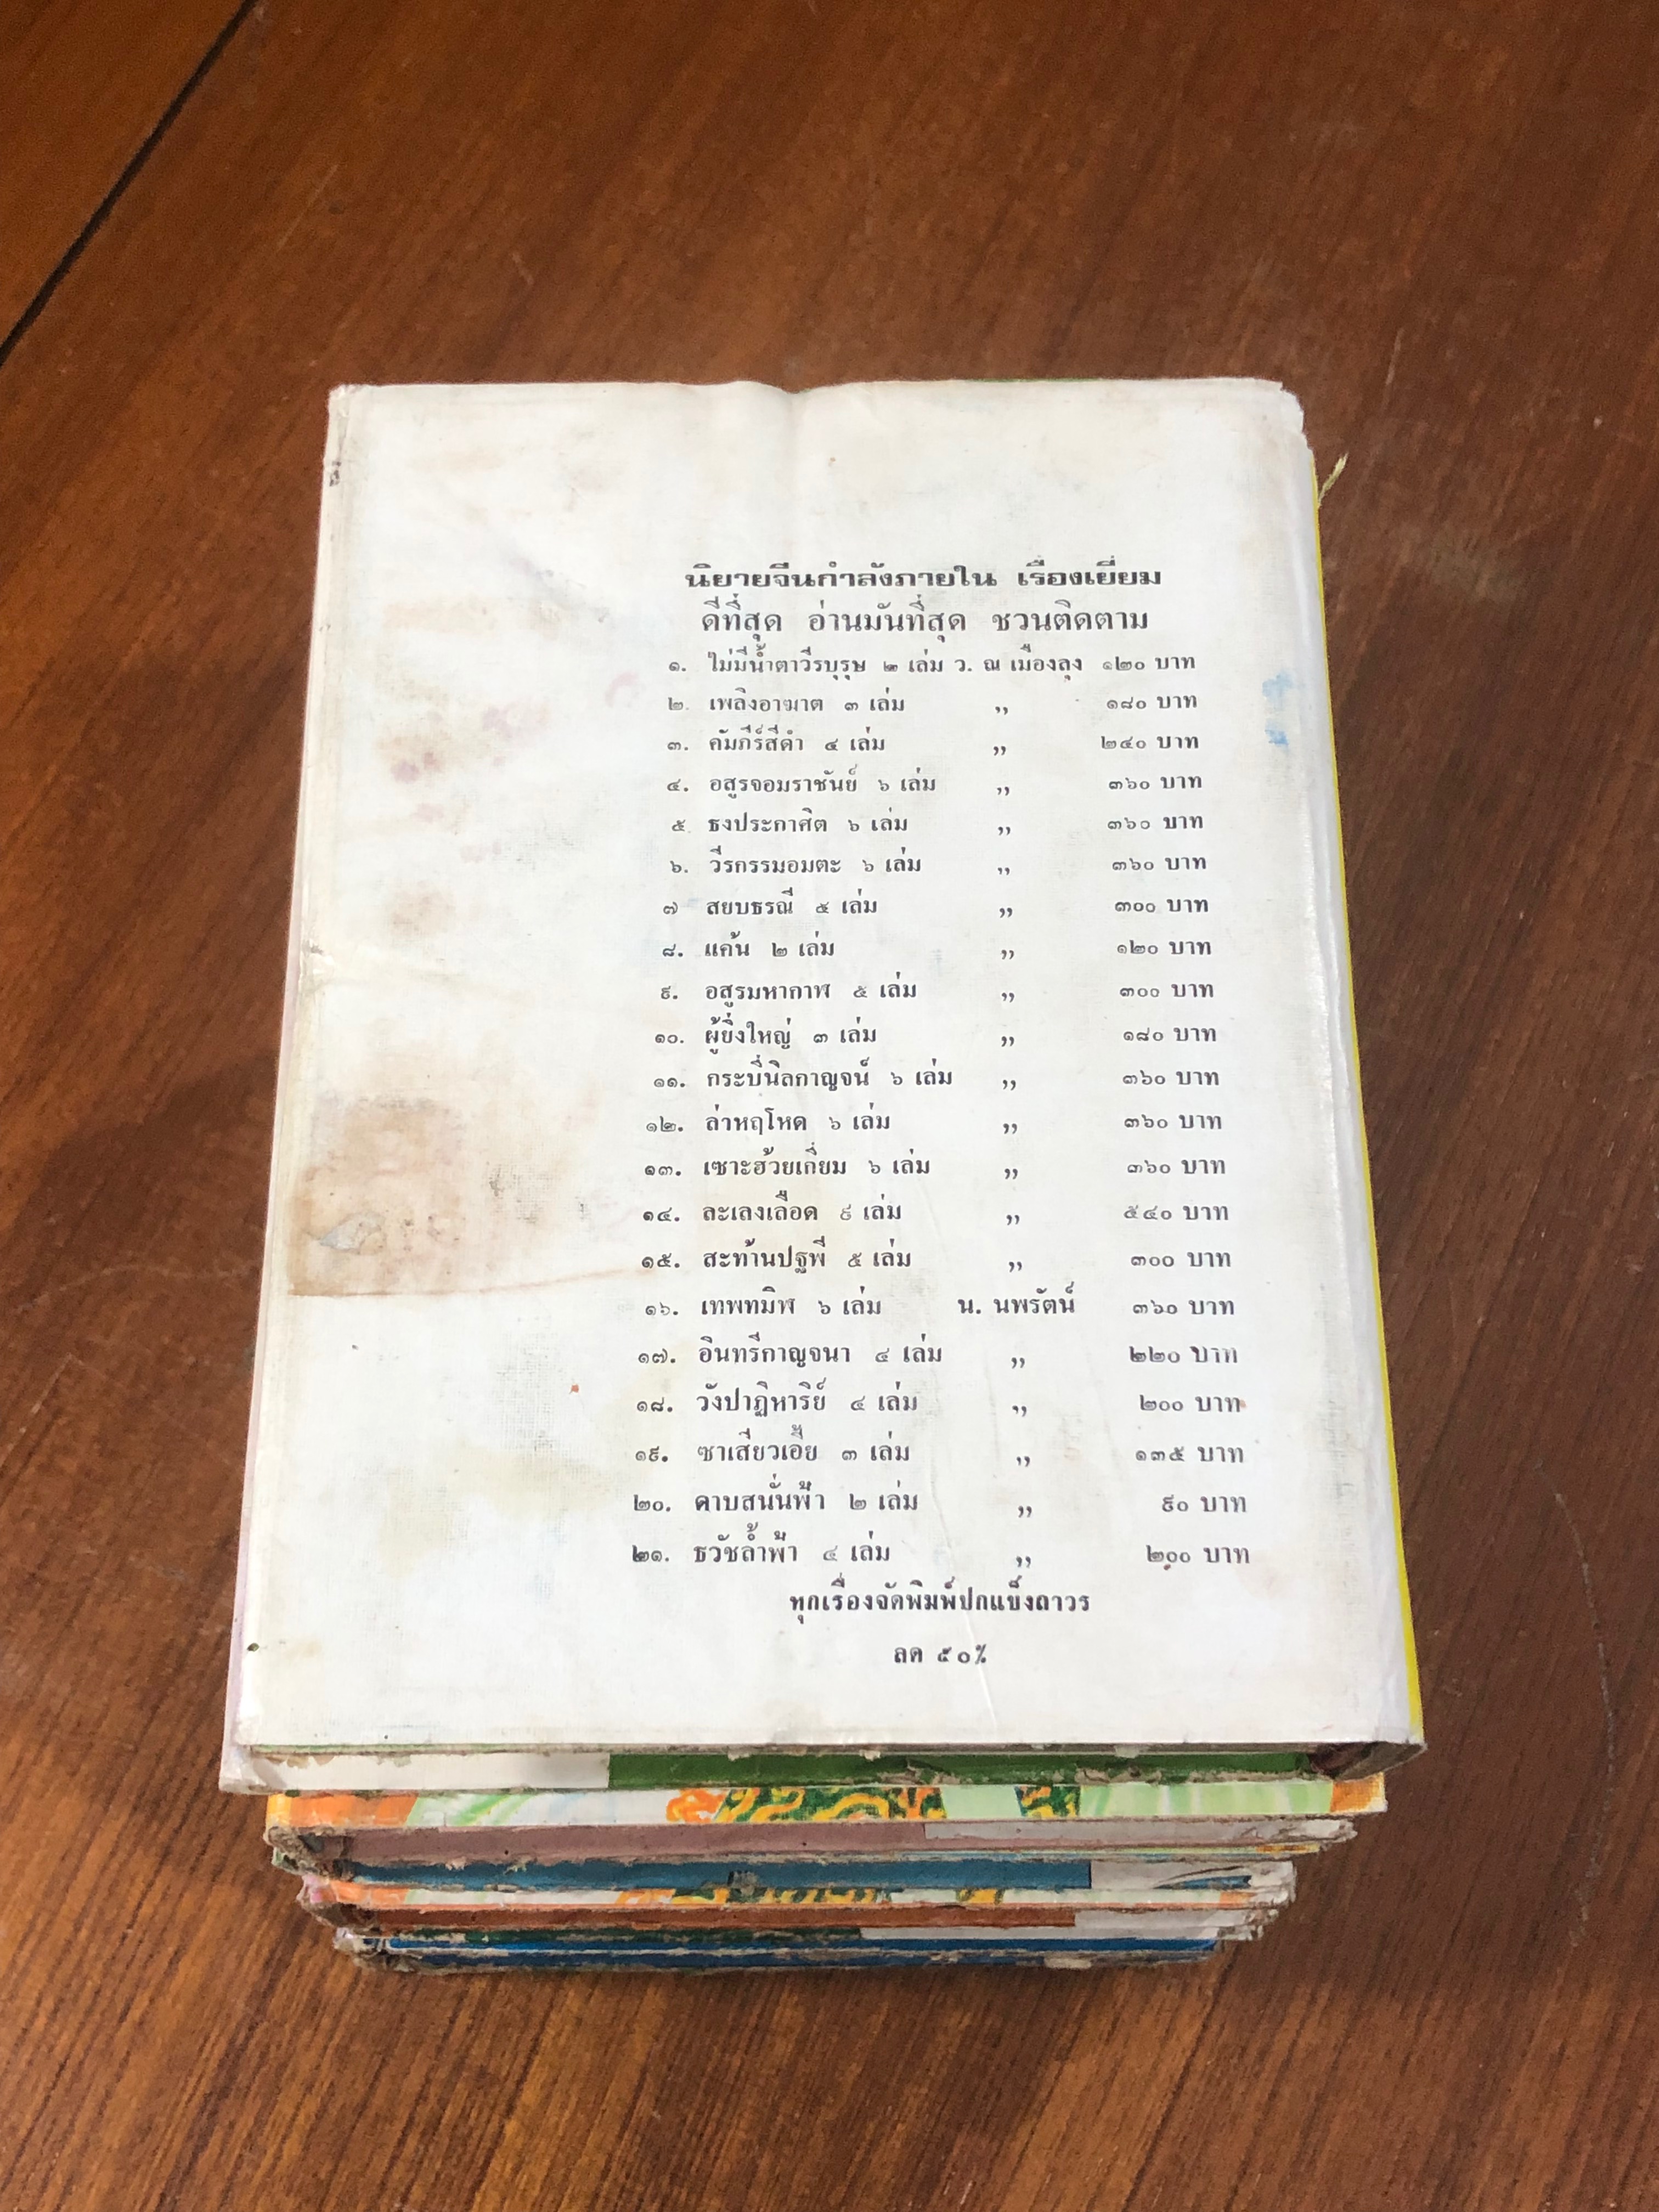 นิยายจีนกำลังภายใน เรื่องเยี่ยม
ดีที่สุด อ่านมันที่สุด ชวนติดตาม
๑. ไม่มีน้ำตาวีรบุรุษ ๒ เล่ม ว. ณ เมืองลุง ๑๒๐ บาท
๒. เพลิงอาฆาต ๓ เล่ม ,, ๑๘๐ บาท
๓. คัมภีร์สีดำ ๔ เล่ม ,, ๒๔๐ บาท
๔. อสูรจอมราชันย์ ๖ เล่ม ,, ๓๖๐ บาท
๕ ธงประกาศิต ๖ เล่ม ,, ๓๖๐ บาท
๖. วีรกรรมอมตะ ๖ เล่ม ,, ๓๖๐ บาท
๗ สยบธรณี ๕ เล่ม ,, ๓๐๐ บาท
๘. แค้น ๒ เล่ม ,, ๑๒๐ บาท
๙. อสูรมหากาฬ ๕ เล่ม ,, ๓๐๐ บาท
๑๐. ผู้ยิ่งใหญ่ ๓ เล่ม ,, ๑๘๐ บาท
๑๑. กระบี่นิลกาญจน์ ๖ เล่ม ,, ๓๖๐ บาท
๑๒. ล่าหฤโหด ๖ เล่ม ,, ๓๖๐ บาท
๑๓. เซาะฮ้วยเกี่ยม ๖ เล่ม ,, ๓๖๐ บาท
๑๔. ละเลงเลือด ๙ เล่ม ,, ๕๔๐ บาท
๑๕. สะท้านปฐพี ๕ เล่ม ,, ๓๐๐ บาท
๑๖. เทพทมิฬ ๖ เล่ม น. นพรัตน์ ๓๖๐ บาท
๑๗. อินทรีกาญจนา ๔ เล่ม ,, ๒๒๐ บาท
๑๘. วังปาฏิหาริย์ ๔ เล่ม ,, ๒๐๐ บาท
๑๙. ซาเสียวเอี้ย ๓ เล่ม ,, ๑๓๕ บาท
๒๐. ดาบสนั่นฟ้า ๒ เล่ม ,, ๙๐ บาท
๒๑. ธวัชล้ำฟ้า ๔ เล่ม ,, ๒๐๐ บาท
ทุกเรื่องจัดพิมพ์ปกแข็งถาวร
ลด ๕๐%